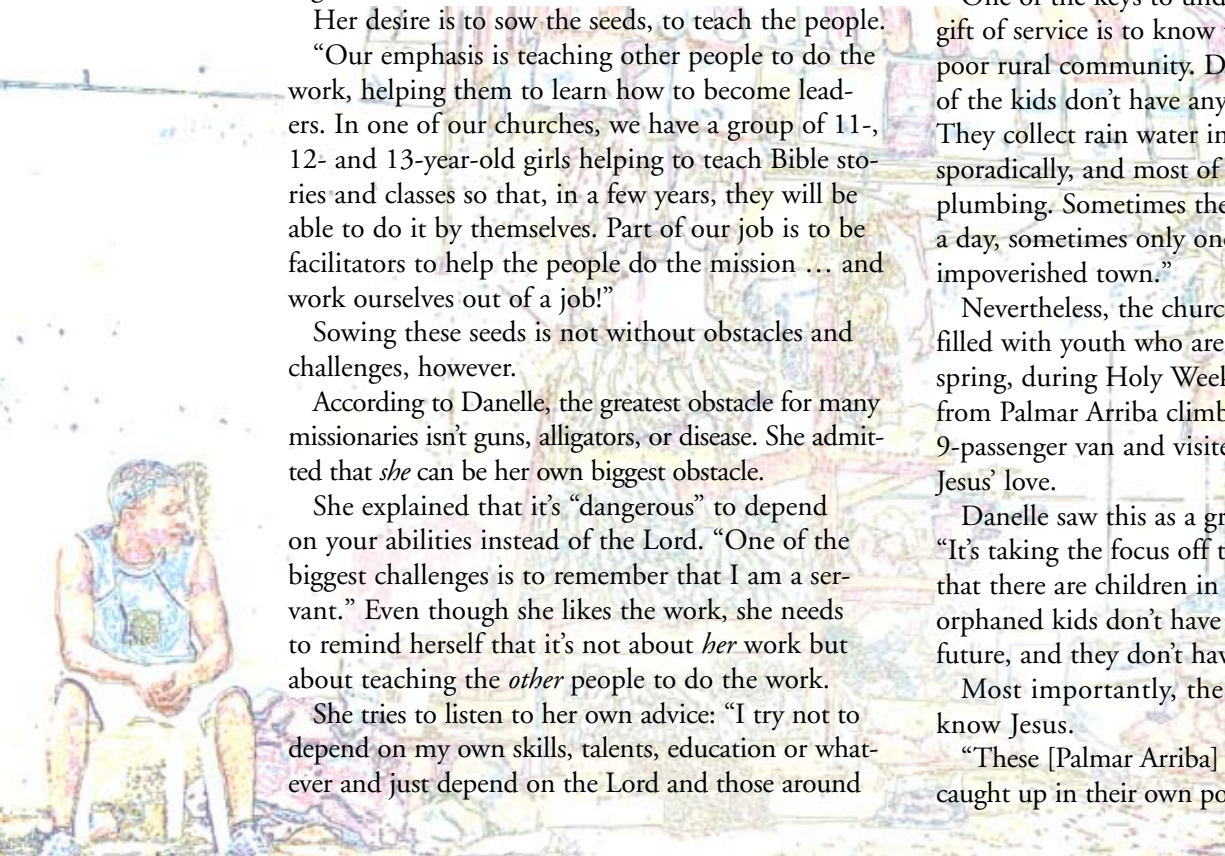 Her desire is to sow the seeds, to teach the people.
“Our emphasis is teaching other people to do the
work, helping them to learn how to become lead-
ers. In one of our churches, we have a group of 11-,
12- and 13-year-old girls helping to teach Bible sto-
ries and classes so that, in a few years, they will be
able to do it by themselves. Part of our job is to be
facilitators to help the people do the mission … and
work ourselves out of a job!”
Sowing these seeds is not without obstacles and
challenges, however.
According to Danelle, the greatest obstacle for many
missionaries isn’t guns, alligators, or disease. She admit-
ted that she can be her own biggest obstacle.
She explained that it’s “dangerous” to depend
on your abilities instead of the Lord. “One of the
biggest challenges is to remember that I am a ser-
vant.” Even though she likes the work, she needs
to remind herself that it’s not about her work but
about teaching the other people to do the work.
She tries to listen to her own advice: “I try not to
depend on my own skills, talents, education or what-
ever and just depend on the Lord and those around
One of the keys to
gift of service is to know
poor rural community.
of the kids don’t have any
They collect rain water
sporadically, and most of
plumbing. Sometimes
a day, sometimes only
impoverished town.”
Nevertheless, the
filled with youth who are
spring, during Holy
from Palmar Arriba
9-passenger van and
Jesus’ love.
Danelle saw this as a
“It’s taking the focus off
that there are children in
orphaned kids don’t have
future, and they don’t
Most importantly, the
know Jesus.
“These [Palmar Arriba]
caught up in their own